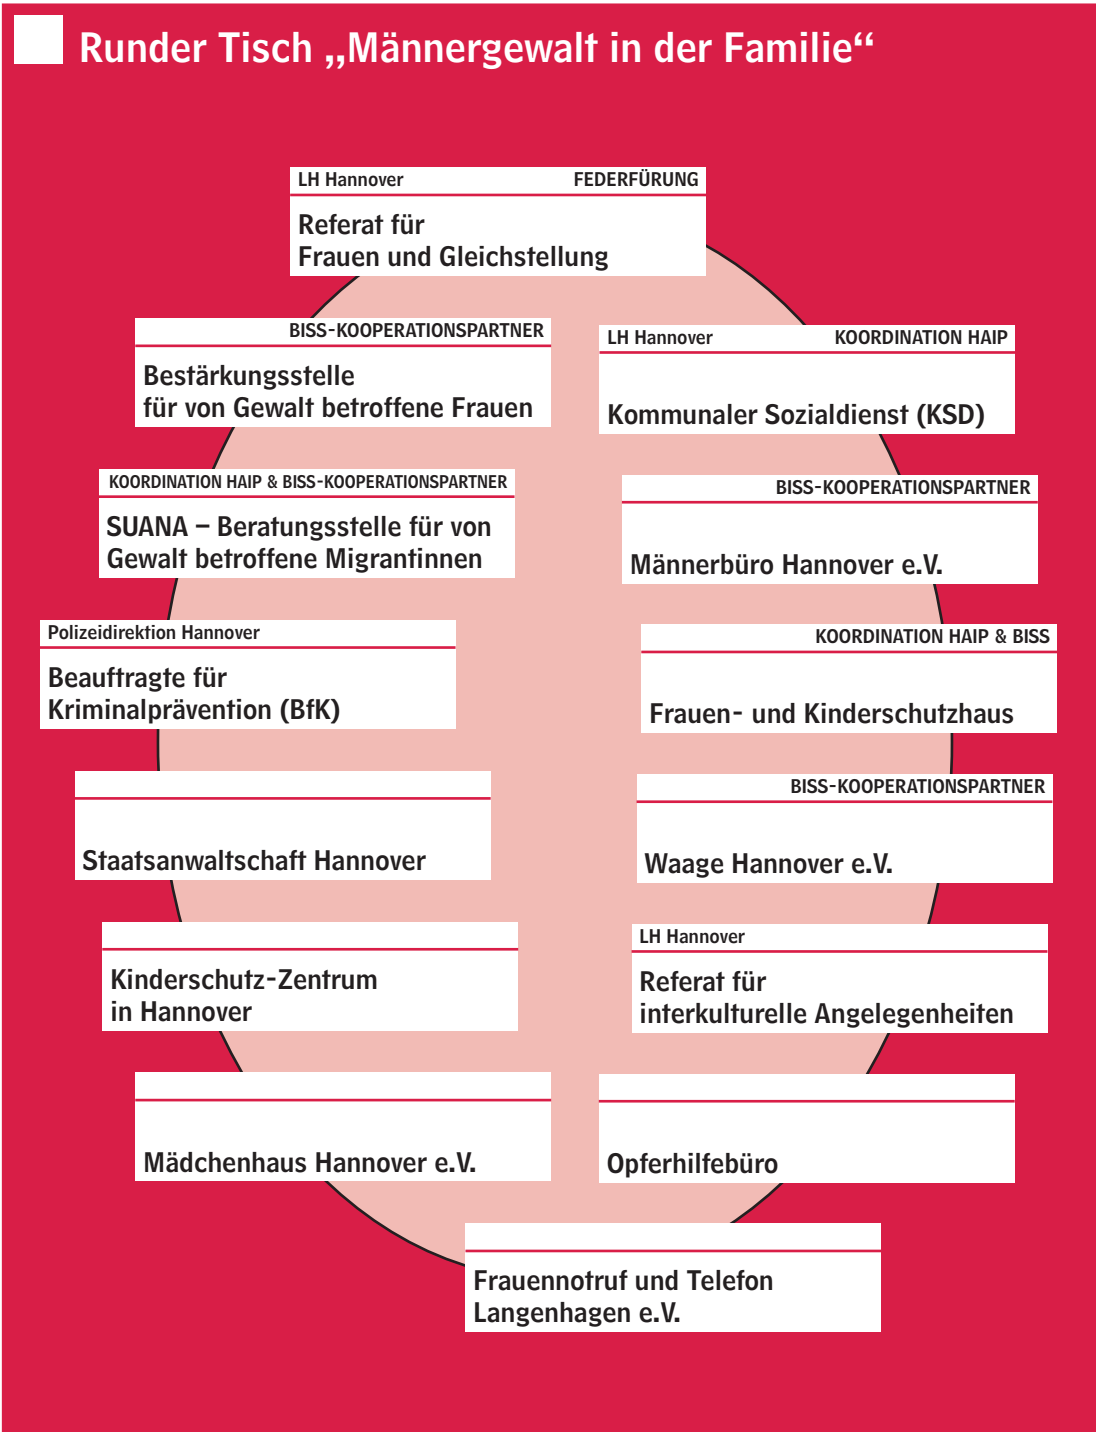 Runder Tisch „Männergewalt in der Familie“
LH Hannover FEDERFÜRUNG
Referat für
Frauen und Gleichstellung
BISS-KOOPERATIONSPARTNER
Bestärkungsstelle
für von Gewalt betroffene Frauen
LH Hannover KOORDINATION HAIP
Kommunaler Sozialdienst (KSD)
KOORDINATION HAIP & BISS-KOOPERATIONSPARTNER
SUANA – Beratungsstelle für von
Gewalt betroffene Migrantinnen
BISS-KOOPERATIONSPARTNER
Männerbüro Hannover e.V.
Polizeidirektion Hannover
Beauftragte für
Kriminalprävention (BfK)
KOORDINATION HAIP & BISS
Frauen- und Kinderschutzhaus
Staatsanwaltschaft Hannover
BISS-KOOPERATIONSPARTNER
Waage Hannover e.V.
Kinderschutz-Zentrum
in Hannover
LH Hannover
Referat für
interkulturelle Angelegenheiten
Mädchenhaus Hannover e.V.
Opferhilfebüro
Frauennotruf und Telefon
Langenhagen e.V.